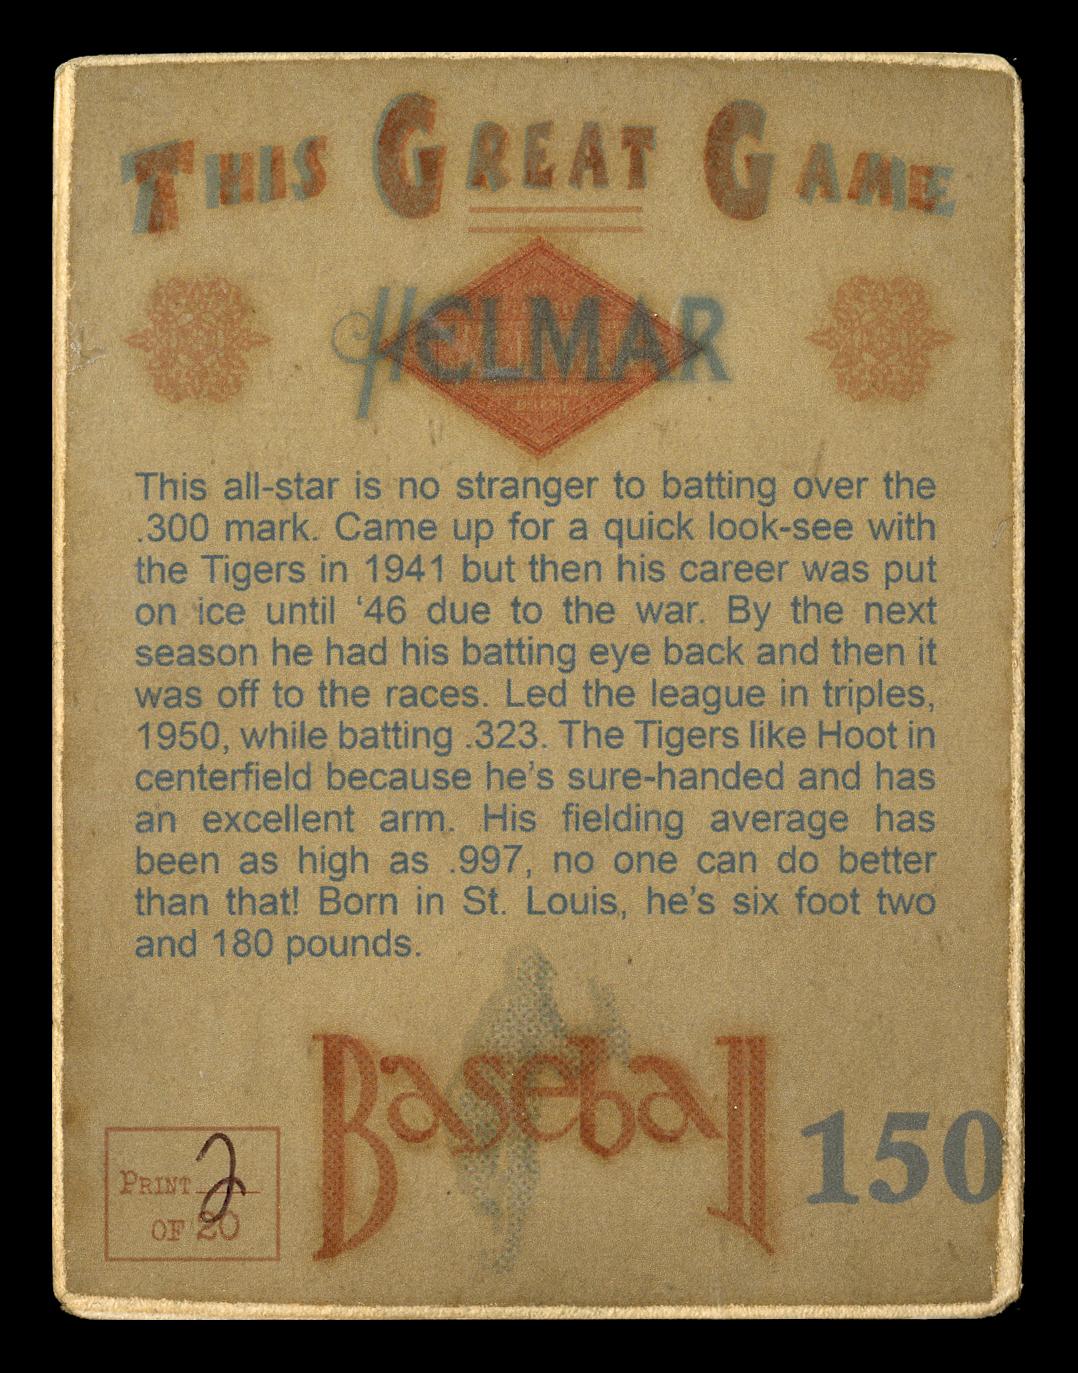 This Great Game
HELMAR
This all-star is no stranger to batting over the
.300 mark. Came up for a quick look-see with
the Tigers in 1941 but then his career was put
on ice until ‘46 due to the war. By the next
season he had his batting eye back and then it
was off to the races. Led the league in triples,
1950, while batting .323. The Tigers like Hoot in
centerfield because he's sure-handed and has
an excellent arm. His fielding average has
been as high as .997, no one can do better
than that! Born in St. Louis, he's six foot two
and 180 pounds.
Baseball
150
PRINT 2
OF 20